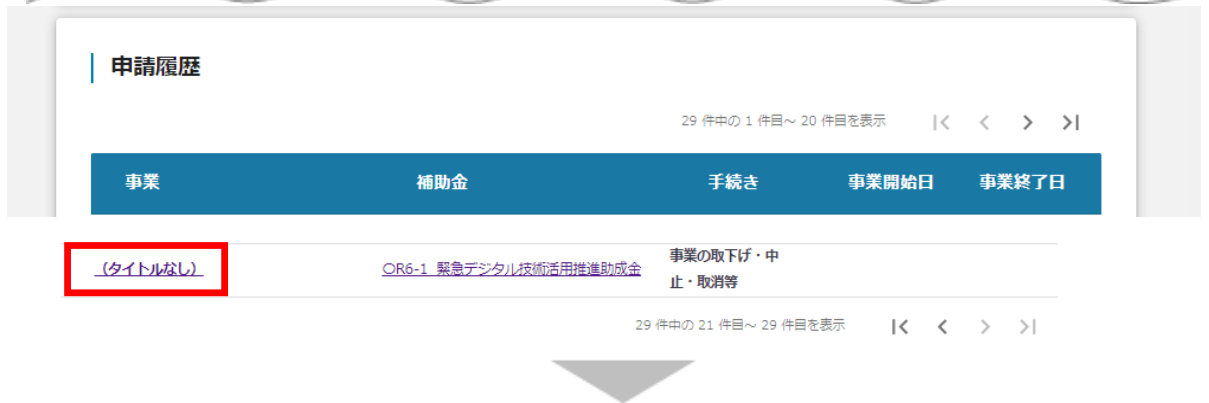 申請履歴
29 件中の 1 件目～ 20 件目を表示
事業 補助金 手続き 事業開始日 事業終了日
（タイトルなし） OR6-1 緊急デジタル技術活用推進助成金 事業の取下げ・中
止・取消等
29 件中の 21 件目～ 29 件目を表示